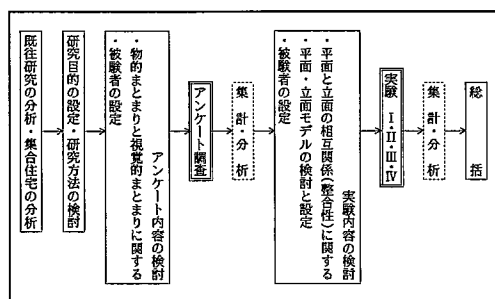 既往研究の分析・集合住宅の分析
研究目的の設定・研究方法の検討
アンケート内容の検討
・物的まとまりと視覚的まとまりに関する
・被験者の設定
アンケート調査
集計・分析
実験内容の検討
・平面と立面の相互関係（整合性）に関する
・平面・立面モデルの検討と設定
・被験者の設定
実験Ⅰ・Ⅱ・Ⅲ・Ⅳ
集計・分析
総括